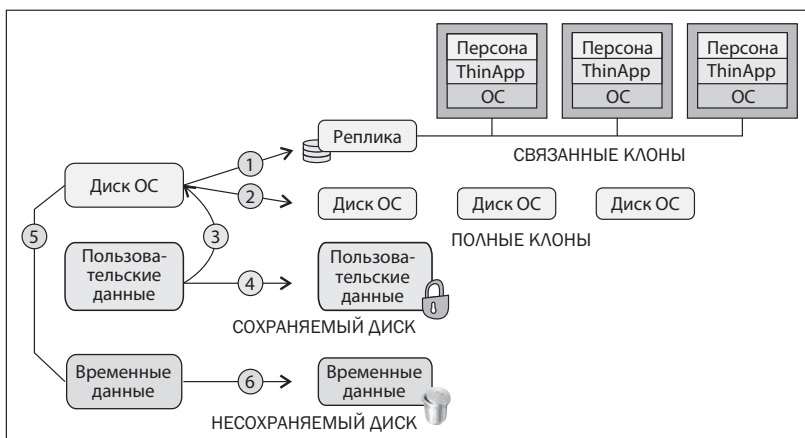 Персона
ThinApp
ОС
Персона
ThinApp
ОС
Персона
ThinApp
ОС
Реплика
СВЯЗАННЫЕ КЛОНЫ
1
Диск ОС
2
Диск ОС
Диск ОС
Диск ОС
ПОЛНЫЕ КЛОНЫ
5
3
Пользова-
тельские
данные
4
Пользова-
тельские
данные
СОХРАНЯЕМЫЙ ДИСК
Временные
данные
6
Временные
данные
НЕСОХРАНЯЕМЫЙ ДИСК